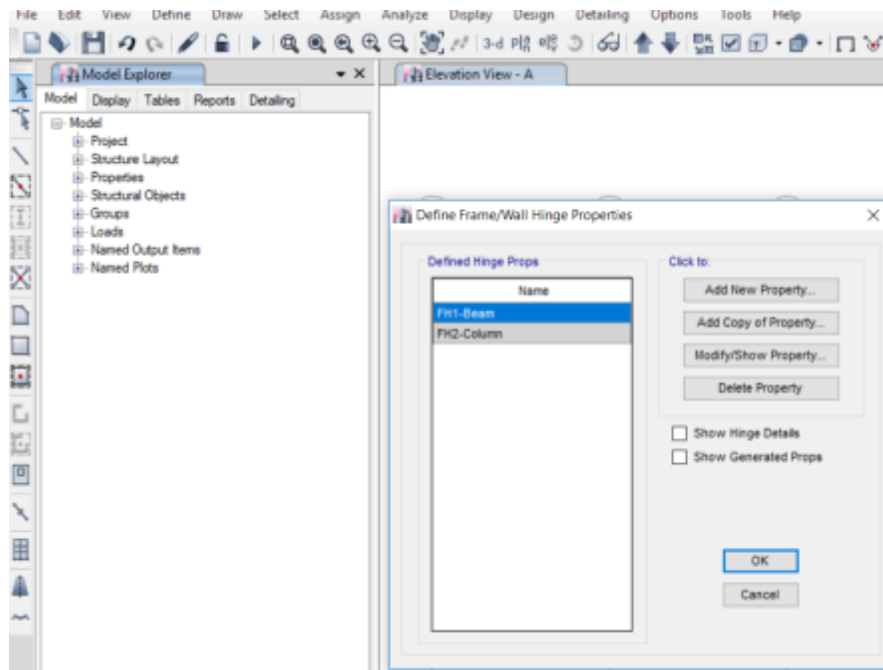 File Edit View Define Draw Select Assign Analyze Display Design Detailing Options Tools Help
3-d
Model Explorer
Elevation View - A
Model Display Tables Reports Detailing
Model
Project
Structure Layout
Properties
Structural Objects
Groups
Loads
Named Output Items
Named Plots
Define Frame/Wall Hinge Properties
Defined Hinge Props
Click to:
Name
FH1-Beam
FH2-Column
Add New Property...
Add Copy of Property...
Modify/Show Property...
Delete Property
Show Hinge Details
Show Generated Props
OK
Cancel